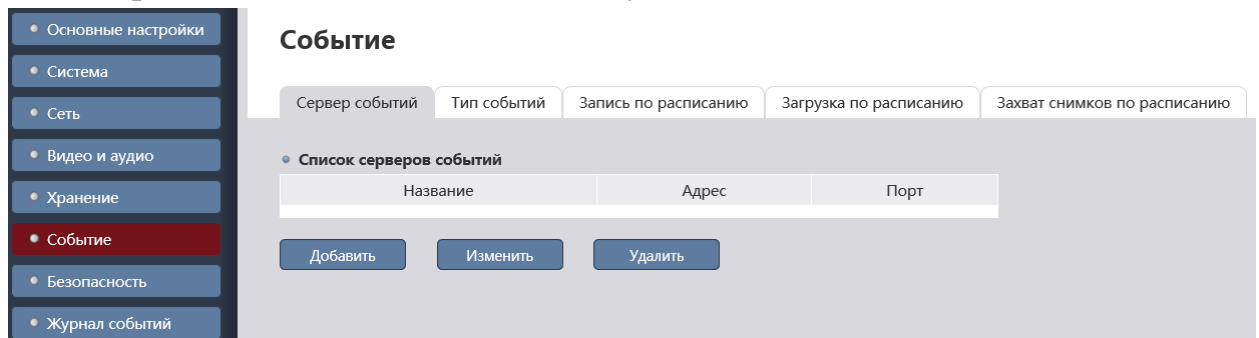 Основные настройки
Система
Сеть
Видео и аудио
Хранение
Событие
Безопасность
Журнал событий
Событие
Сервер событий Тип событий Запись по расписанию Загрузка по расписанию Захват снимков по расписанию
Список серверов событий
Название Адрес Порт
Добавить Изменить Удалить